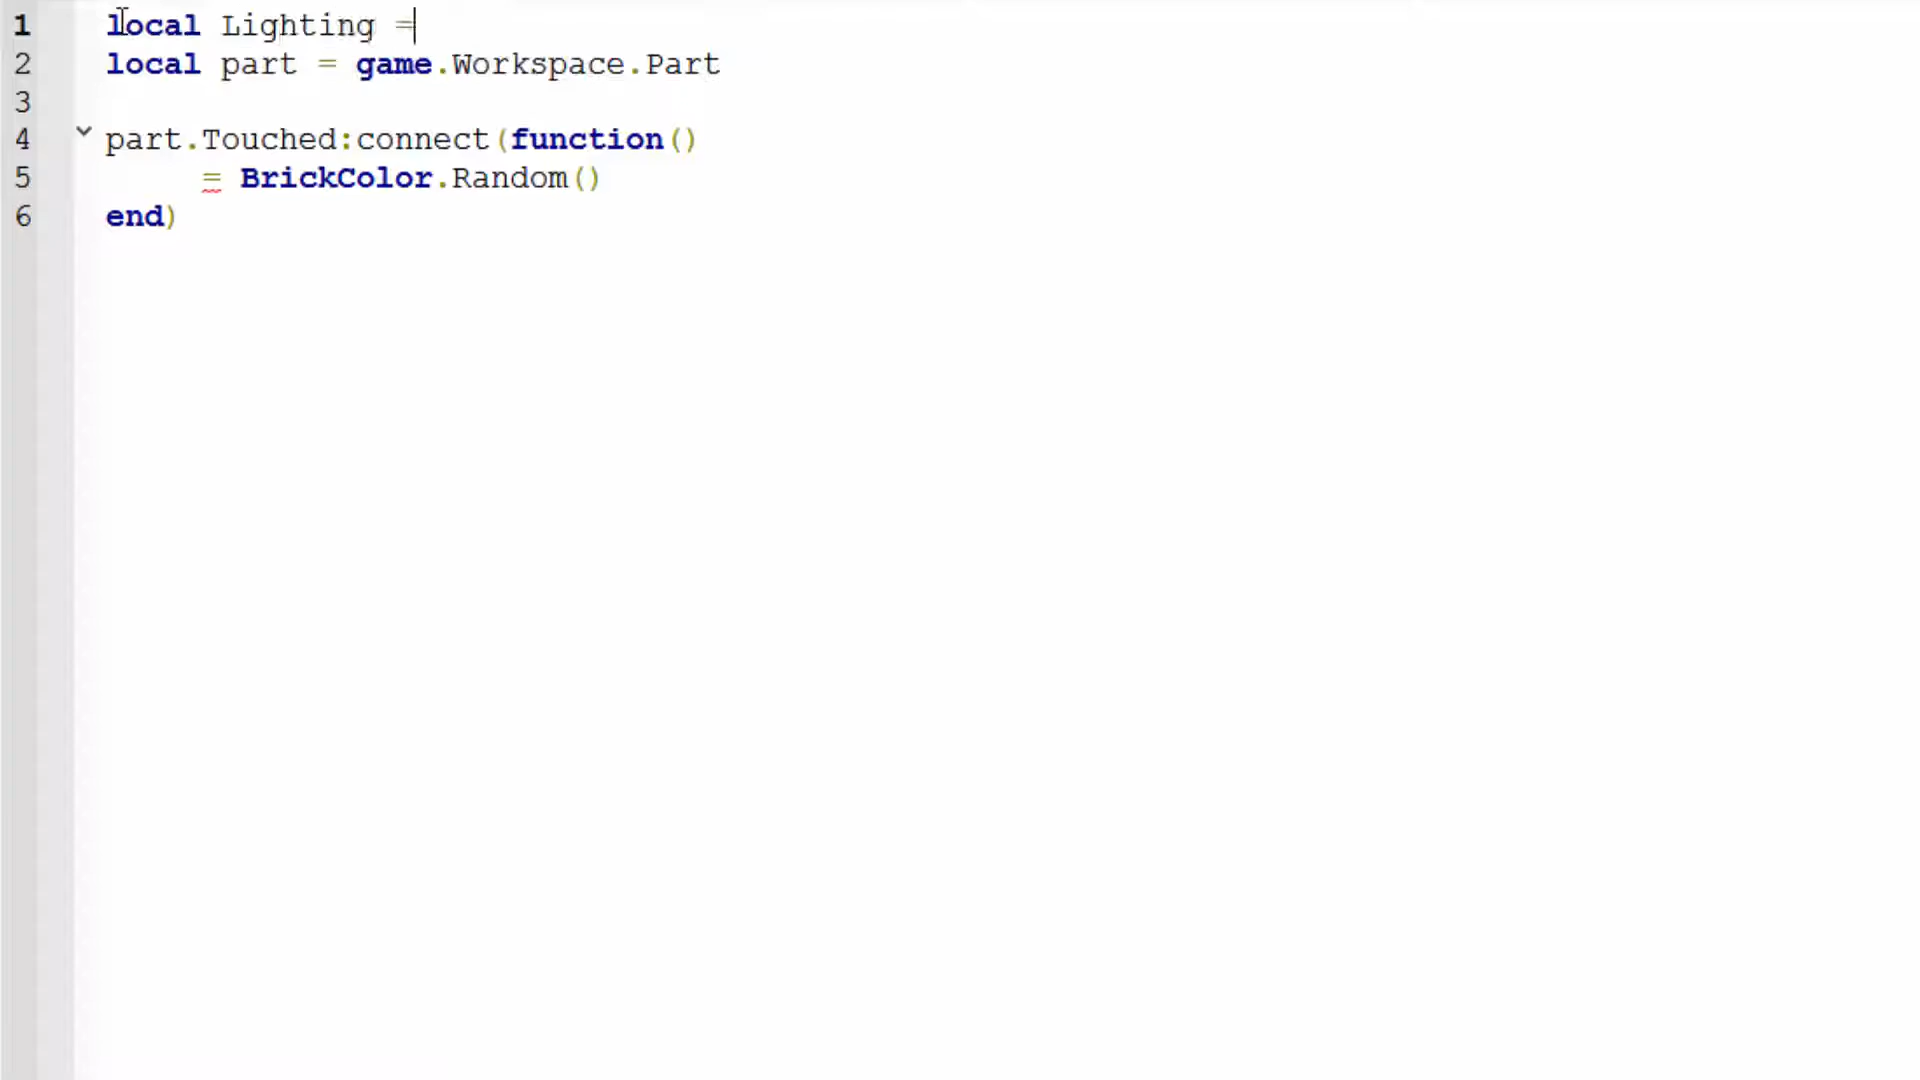 1 local Lighting =
2 local part = game.Workspace.Part
3
4 part.Touched:connect(function()
5 = BrickColor.Random()
6 end)